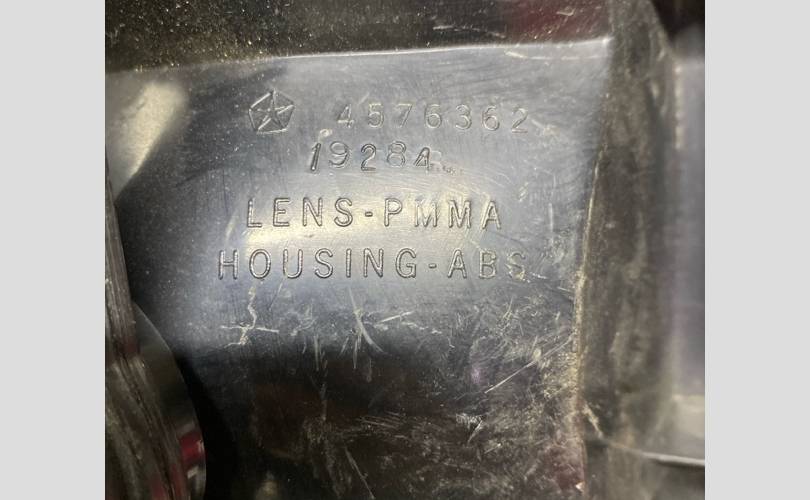 4576362
19284
LENS-PMMA
HOUSING-ABS